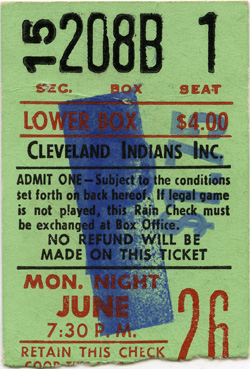 15 208B 1
SEC. BOX SEAT
LOWER BOX $4.00
CLEVELAND INDIANS INC.
ADMIT ONE—Subject to the conditions
set forth on back hereof. If legal game
is not played, this Rain Check must
be exchanged at Box Office.
NO REFUND WILL BE
MADE ON THIS TICKET
MON. NIGHT
JUNE 26
7:30 P.M.
RETAIN THIS CHECK